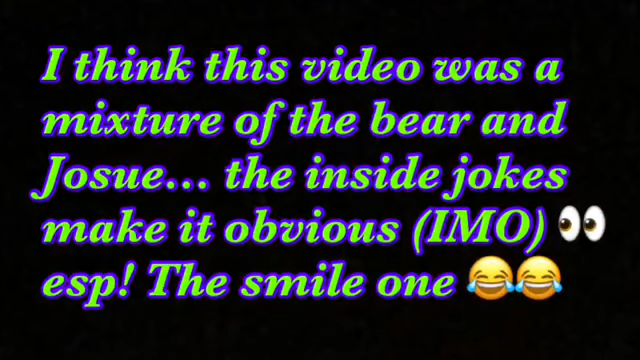 I think this video was a
mixture of the bear and
Josue... the inside jokes
make it obvious (IMO) 👀
esp! The smile one 😂😂